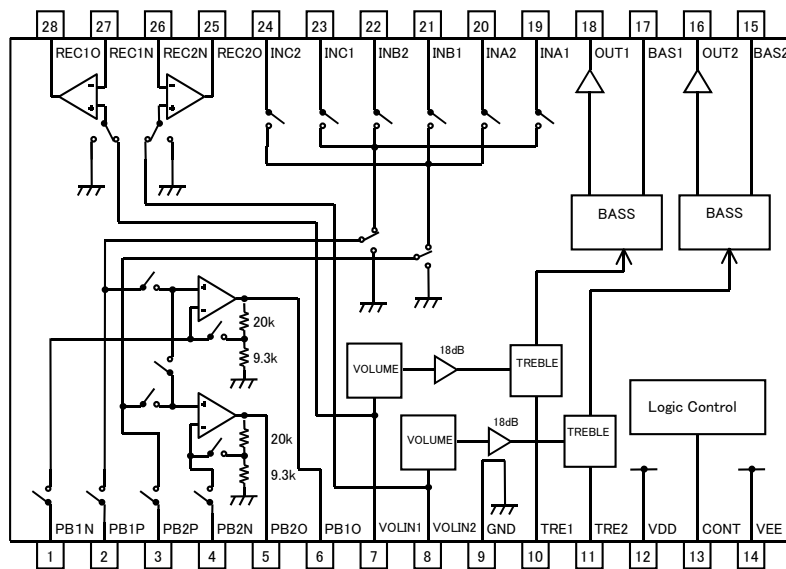 28 27 26 25 24 23 22 21 20 19 18 17 16 15
REC1O REC1N REC2N REC2O INC2 INC1 INB2 INB1 INA2 INA1 OUT1 BAS1 OUT2 BAS2
- + - +
BASS BASS
+ -
20k
9.3k
18dB
VOLUME TREBLE
+ -
20k
9.3k
18dB
VOLUME TREBLE
Logic Control
PB1N PB1P PB2P PB2N PB2O PB1O VOLIN1 VOLIN2 GND TRE1 TRE2 VDD CONT VEE
1 2 3 4 5 6 7 8 9 10 11 12 13 14